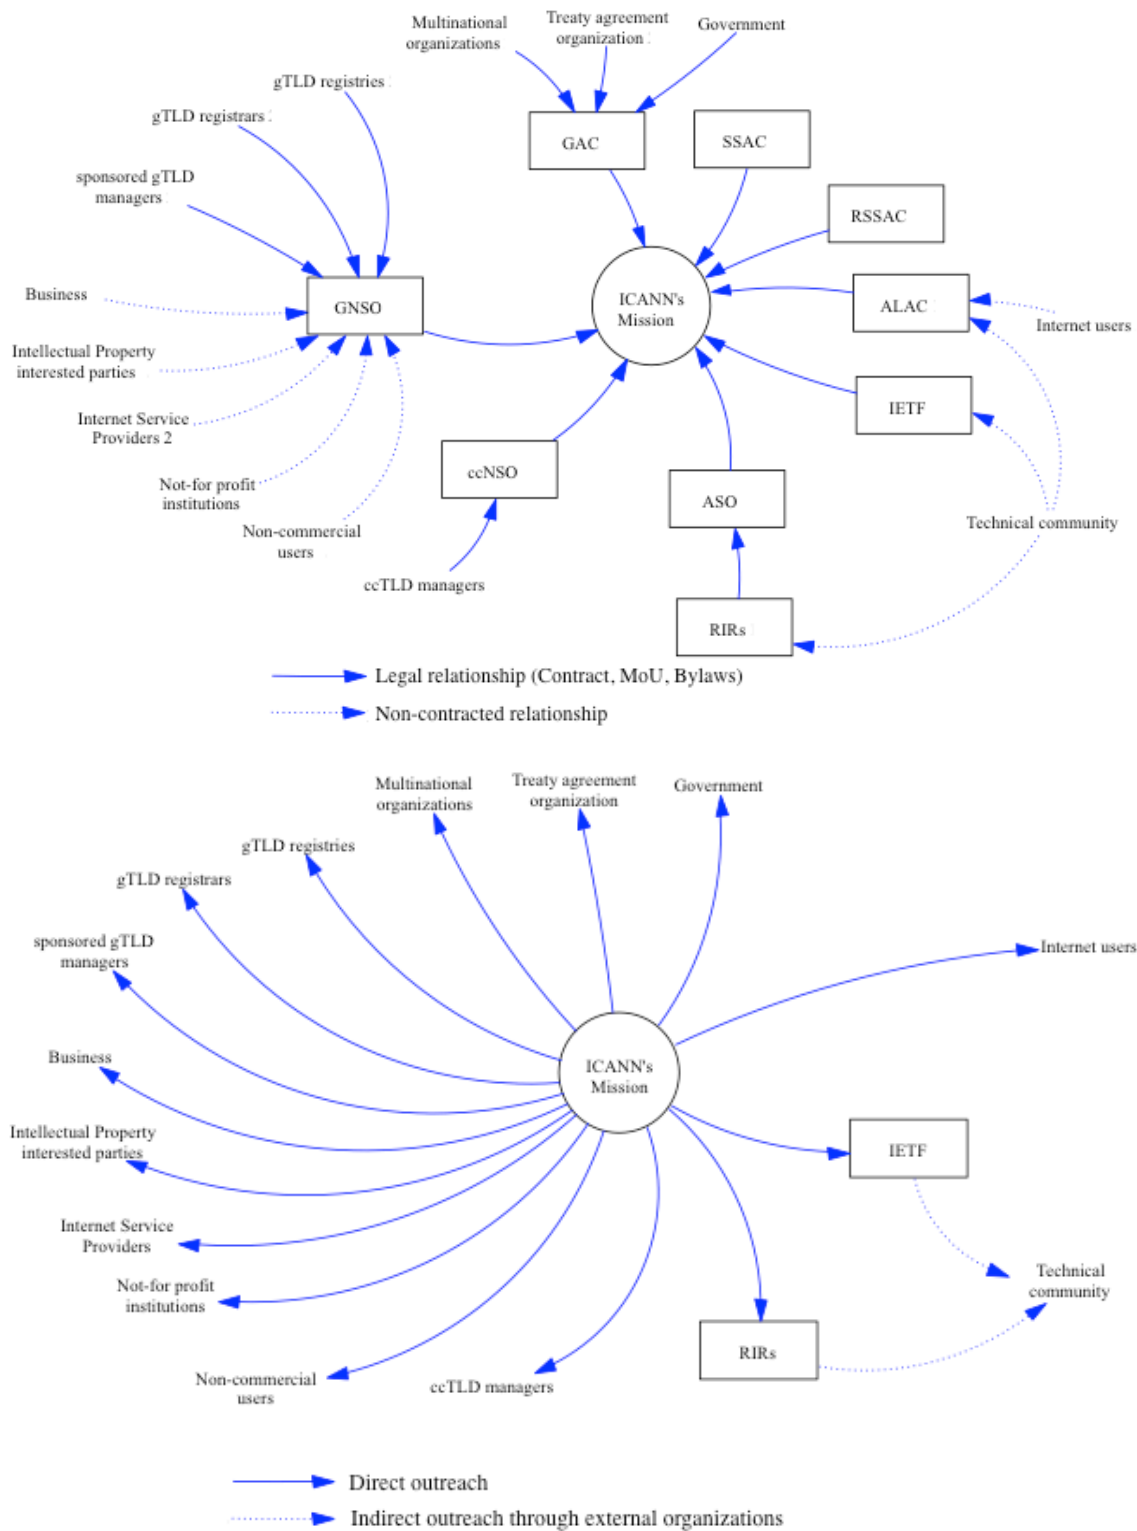 Multinational
organizations
Treaty agreement
organization :
Government
gTLD registries :
gTLD registrars :
sponsored gTLD
managers
GAC
SSAC
RSSAC
Business
GNSO
ICANN's
Mission
ALAC
Internet users
Intellectual Property
interested parties
Internet Service
Providers 2
IETF
Not-for profit
institutions
ccNSO
ASO
Technical community
Non-commercial
users
ccTLD managers
RIRs
Legal relationship (Contract, MoU, Bylaws)
Non-contracted relationship
Multinational
organizations
Treaty agreement
organization
Government
gTLD registries
gTLD registrars
sponsored gTLD
managers
Internet users
Business
ICANN's
Mission
Intellectual Property
interested parties
IETF
Internet Service
Providers
Not-for profit
institutions
Technical
community
RIRs
Non-commercial
users
ccTLD managers
Direct outreach
Indirect outreach through external organizations